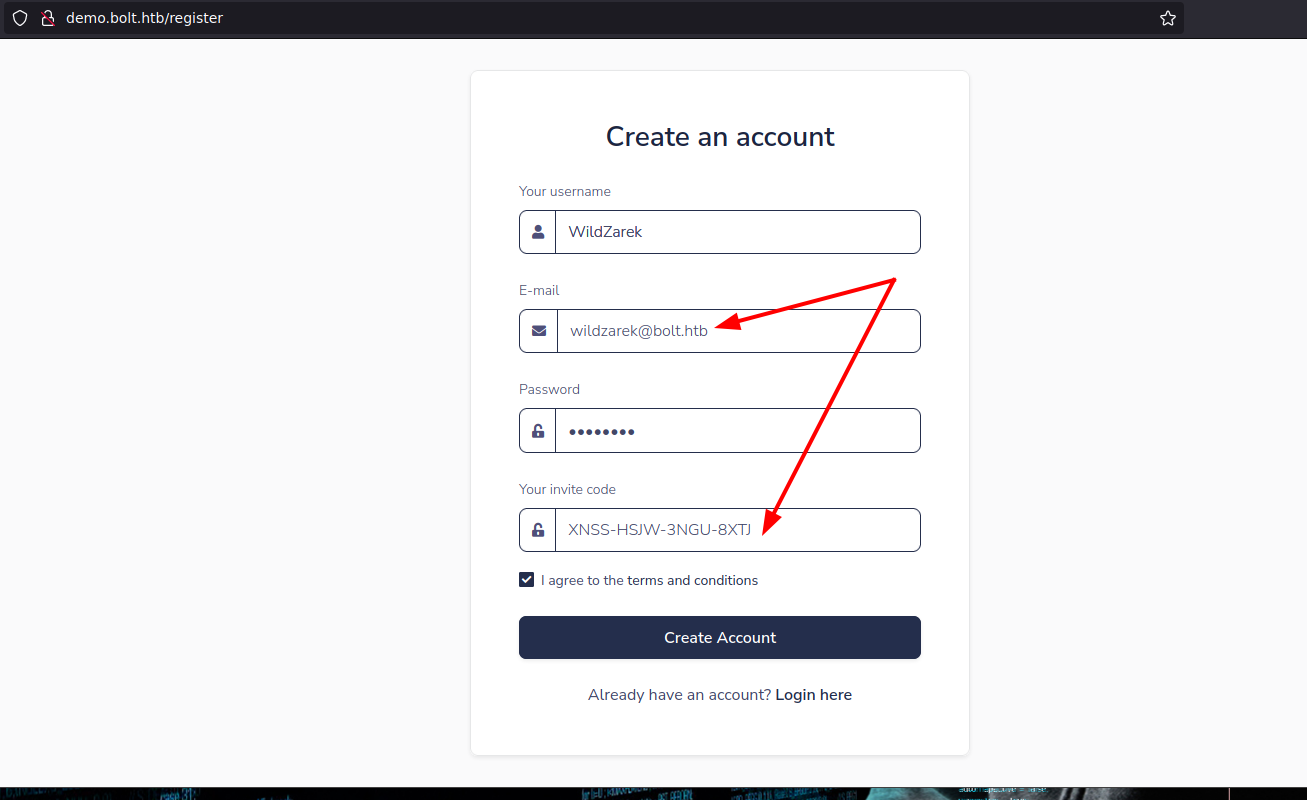 demo.bolt.htb/register
Create an account
Your username
WildZarek
E-mail
wildzarek@bolt.htb
Password
••••••••
Your invite code
XNSS-HSJW-3NGU-8XTJ
I agree to the terms and conditions
Create Account
Already have an account? Login here